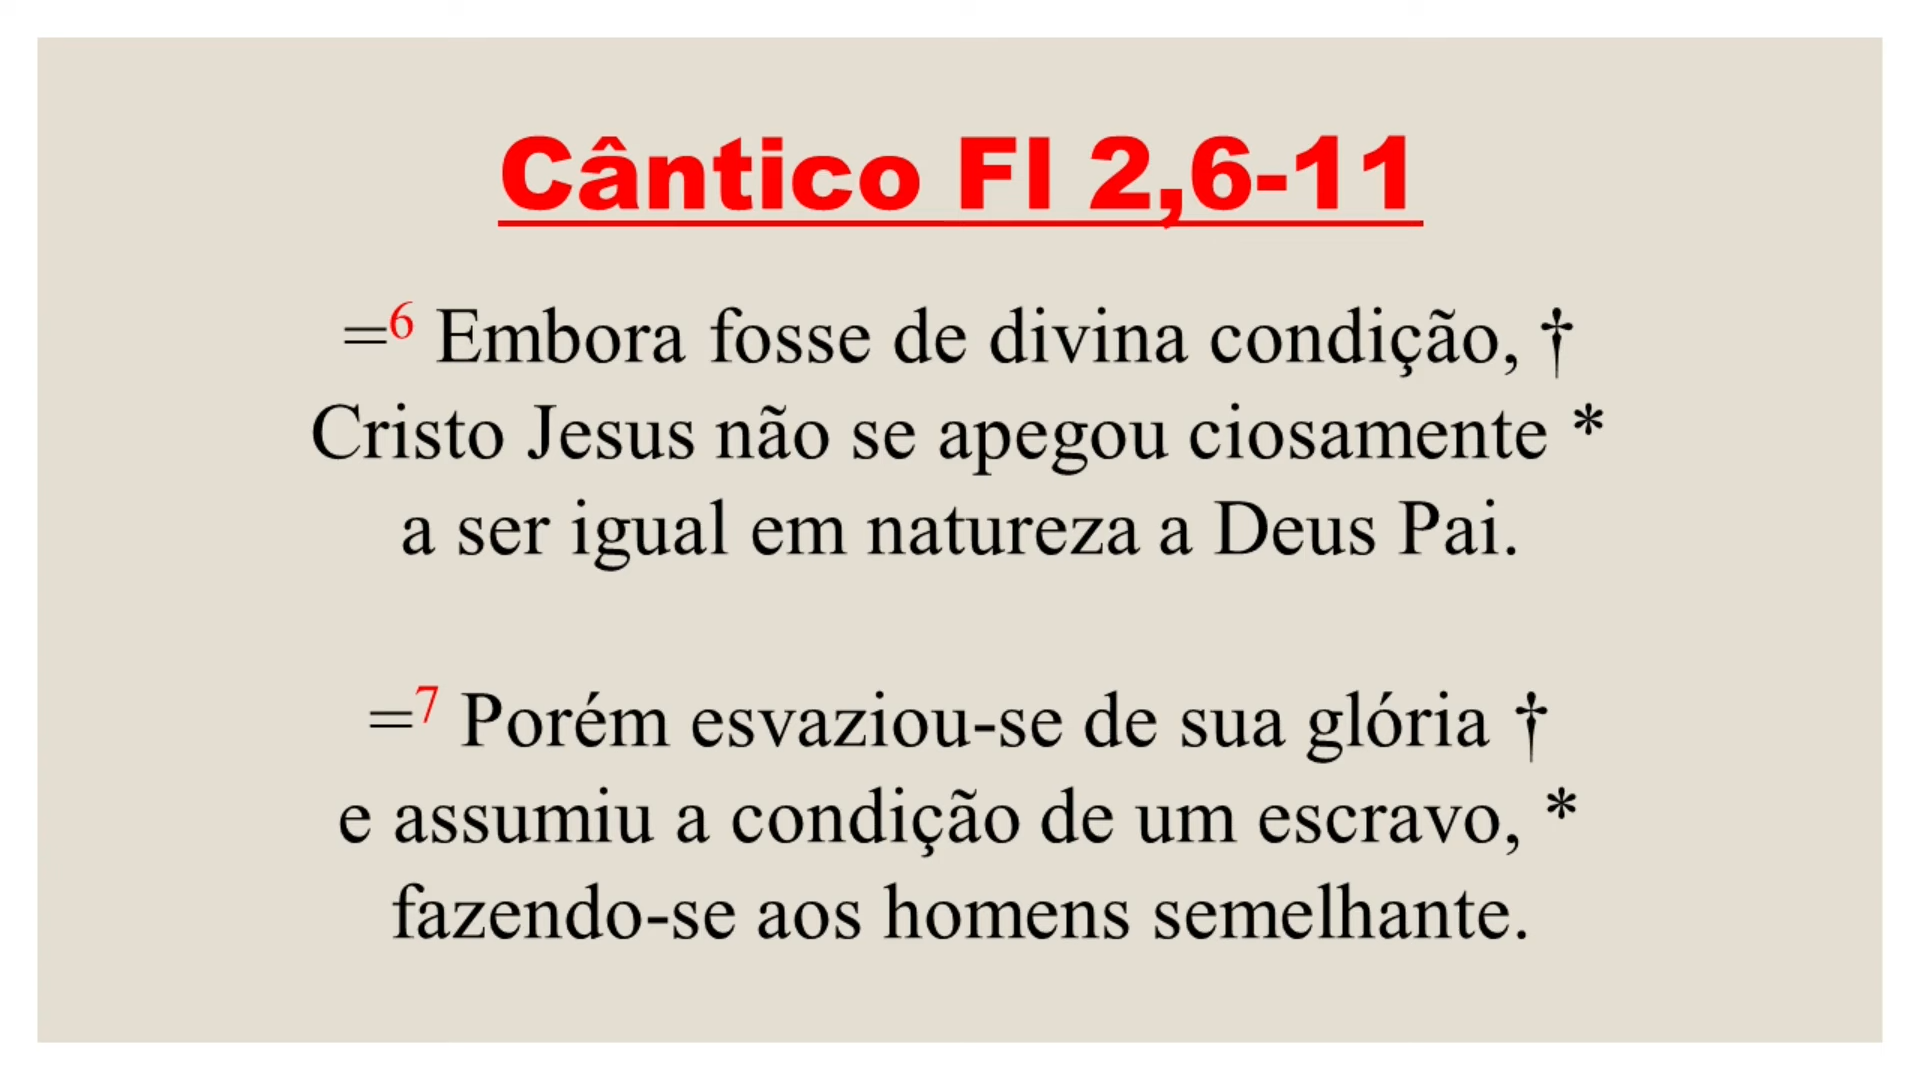 Cântico Fl 2,6-11
=6 Embora fosse de divina condição, †
Cristo Jesus não se apegou ciosamente *
a ser igual em natureza a Deus Pai.
=7 Porém esvaziou-se de sua glória †
e assumiu a condição de um escravo, *
fazendo-se aos homens semelhante.